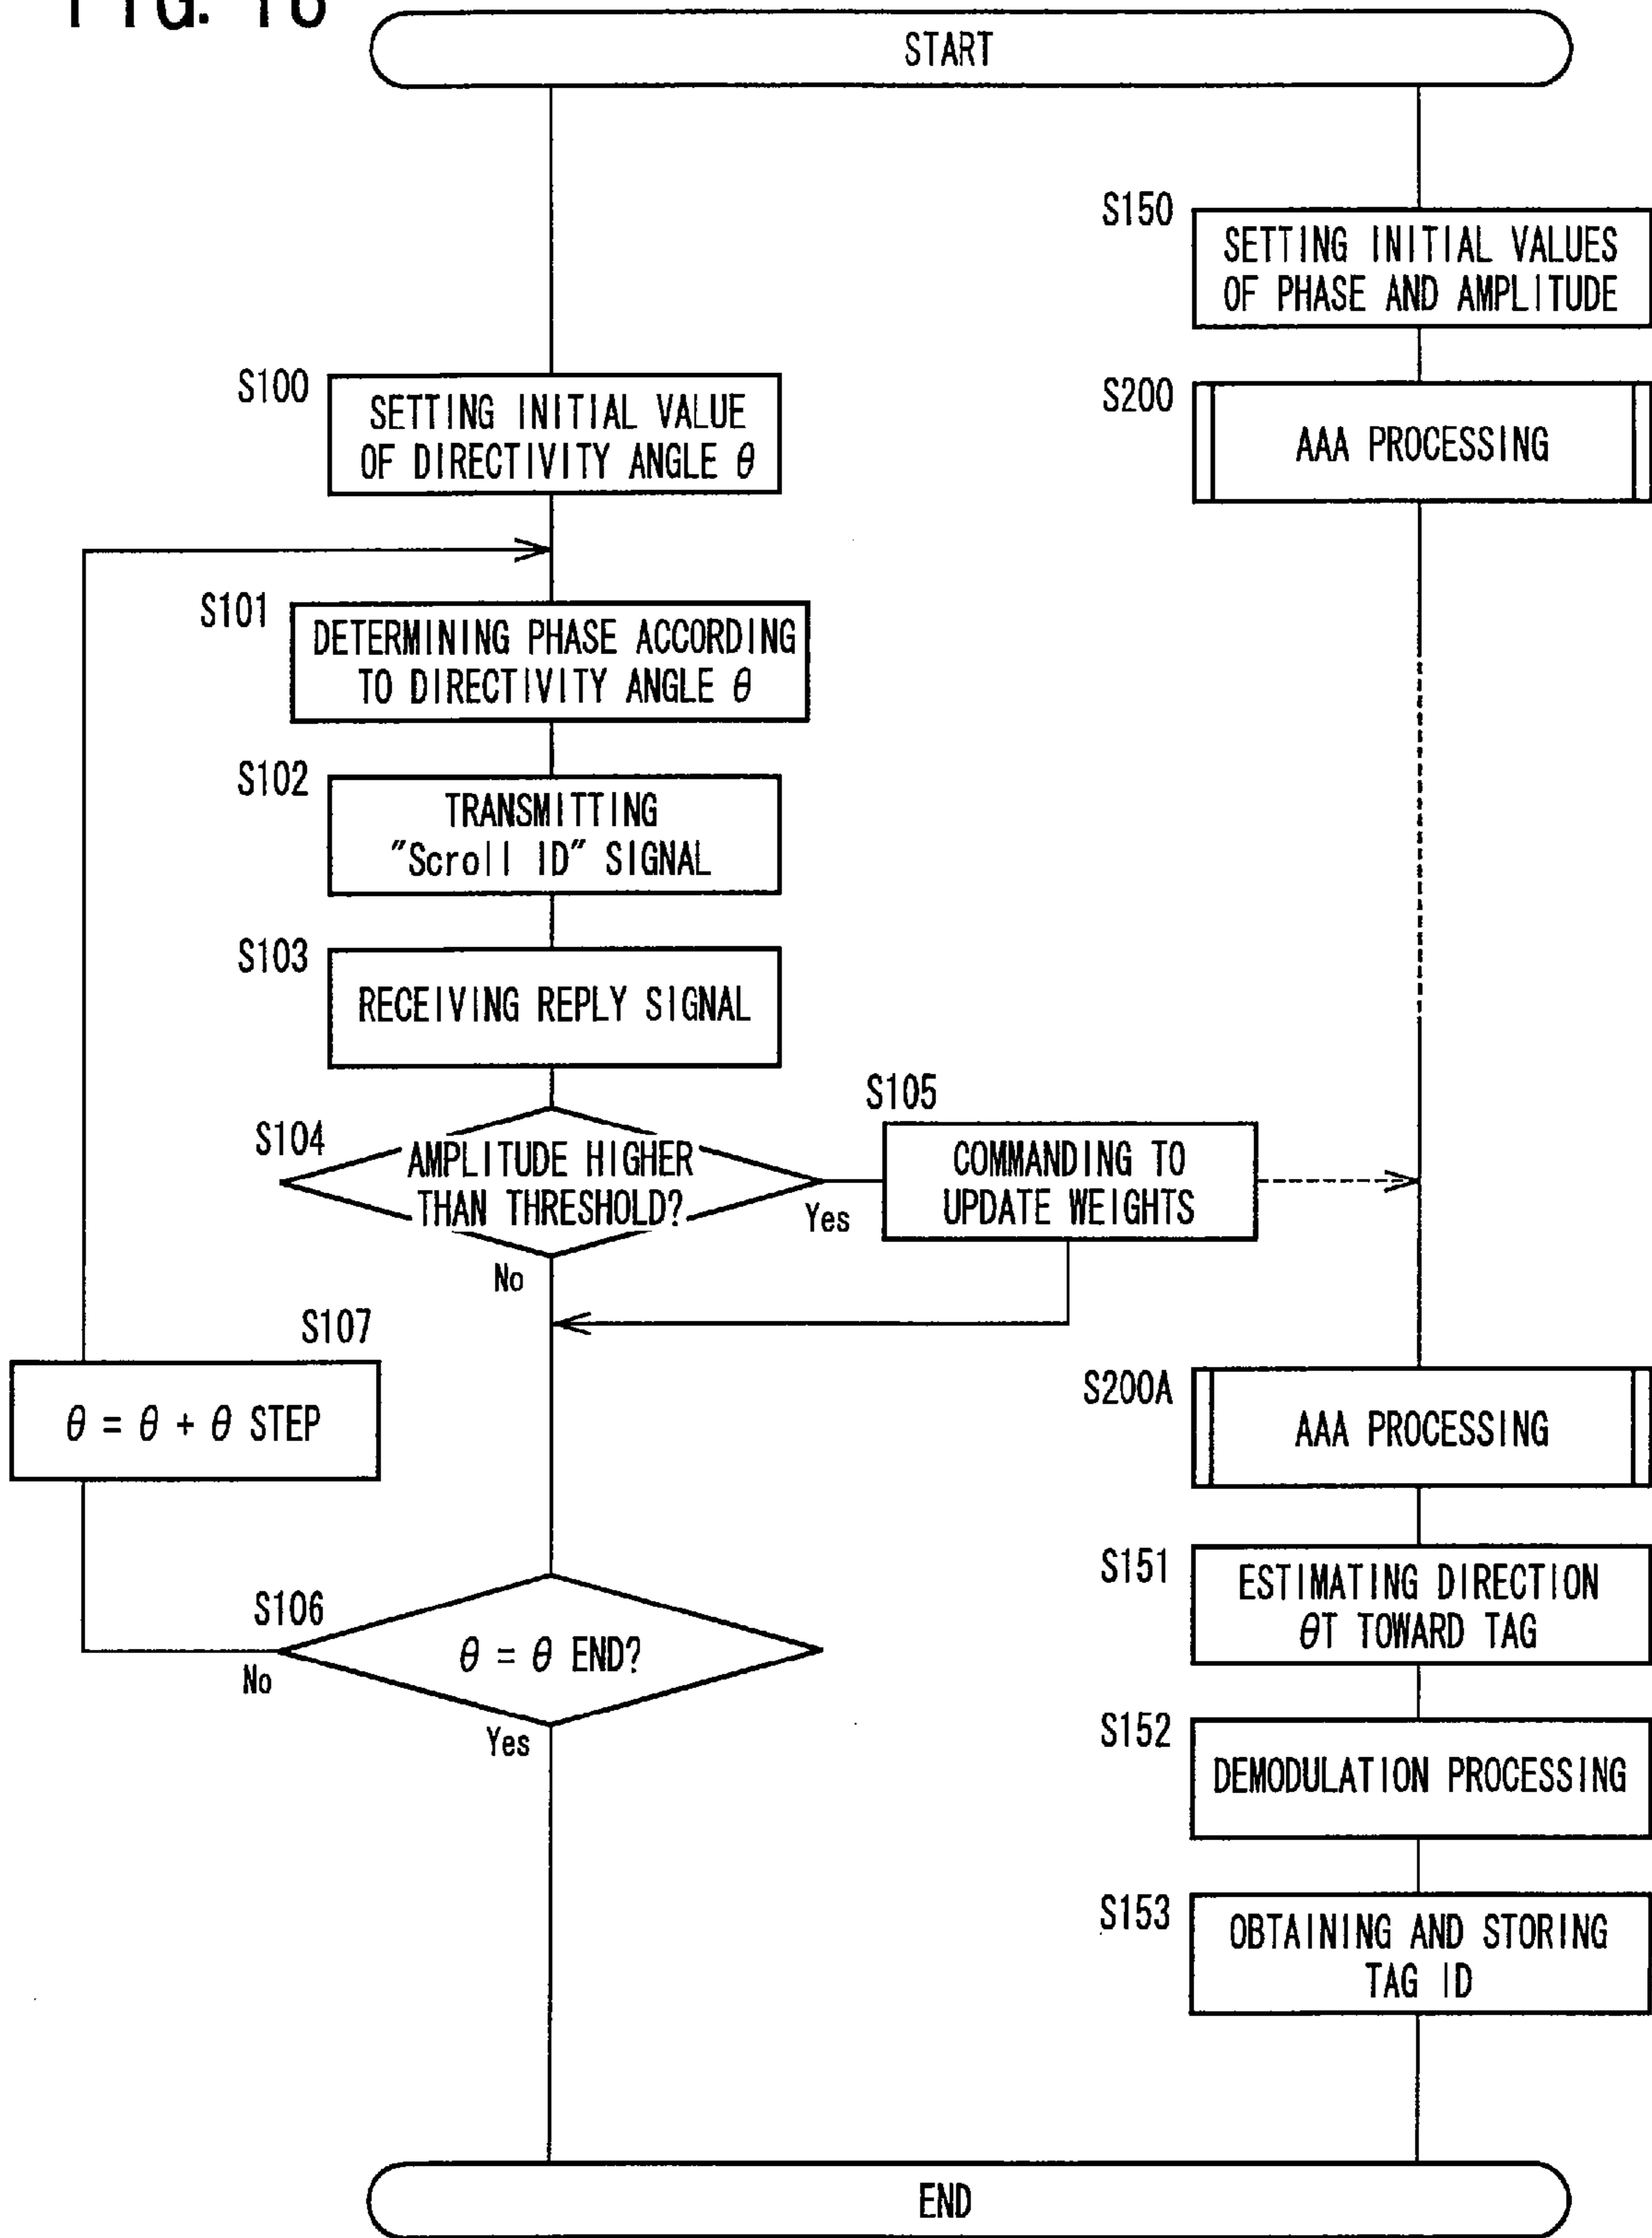 FIG.
START
S150
SETTING INITIAL VALUES
OF PHASE AND AMPLITUDE
S100
SETTING INITIAL VALUE
OF DIRECTIVITY ANGLE θ
S200
AAA PROCESSING
S101
DETERMINING PHASE ACCORDING
TO DIRECTIVITY ANGLE θ
S102
TRANSMITTING
"Scroll ID" SIGNAL
S103
RECEIVING REPLY SIGNAL
S104
AMPLITUDE HIGHER
THAN THRESHOLD?
Yes
No
S105
COMMANDING TO
UPDATE WEIGHTS
S107
θ = θ + θ STEP
S106
θ = θ END?
No
Yes
S200A
AAA PROCESSING
S151
ESTIMATING DIRECTION
θT TOWARD TAG
S152
DEMODULATION PROCESSING
S153
OBTAINING AND STORING
TAG ID
END